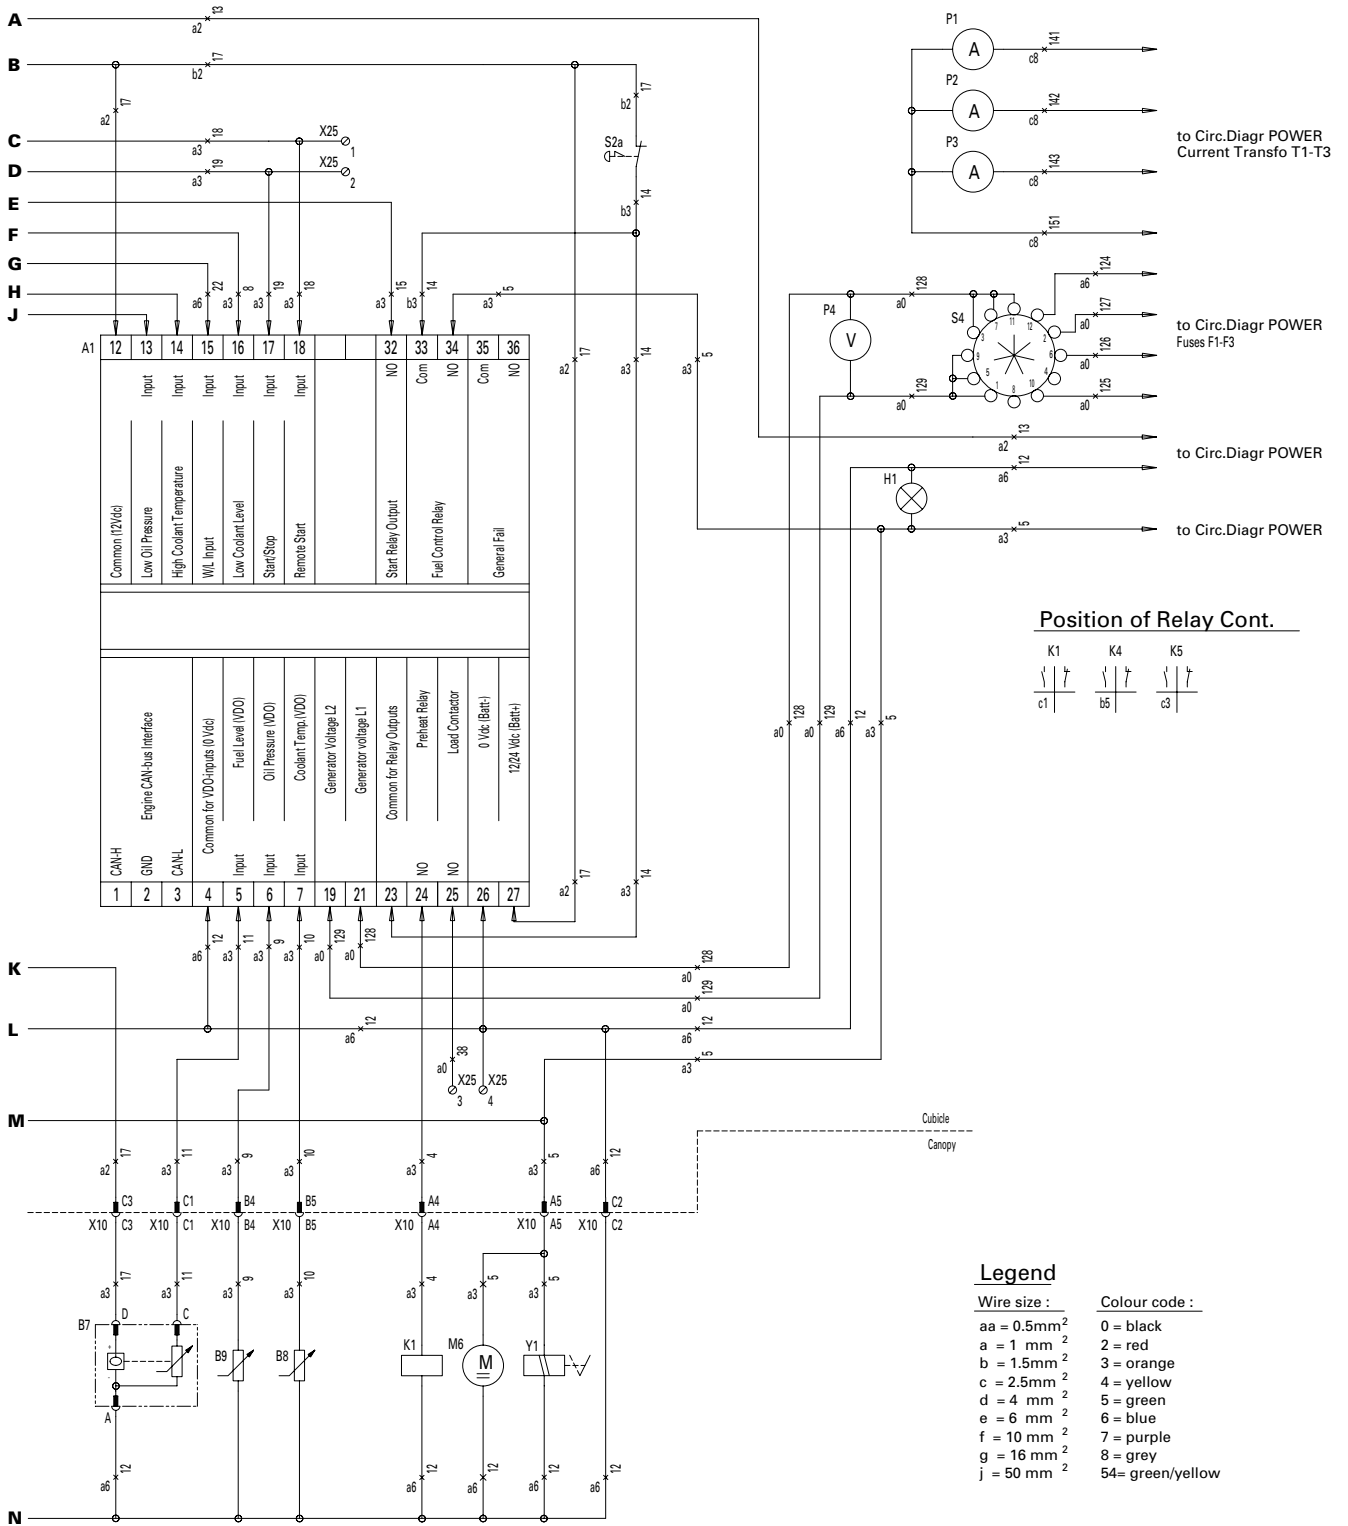 A
a2
13
P1
A
141
c8
B
b2
17
17
a2
17
b2
P2
A
142
c8
to Circ.Diagr POWER
Current Transfo T1-T3
C
a3
18
X25
1
S2a
P3
A
143
c8
D
a3
19
X25
2
E
b3
14
F
151
c8
G
H
J
a6
22
a3
8
a3
19
a3
18
a3
15
b3
14
a3
5
a0
128
a6
124
P4
V
S4
11
12
2
6
4
10
8
1
5
9
3
7
a0
127
to Circ.Diagr POWER
Fuses F1-F3
a0
126
a0
129
a0
125
a2
17
a3
14
a3
5
A1
12
13
14
15
16
17
18
32
33
34
35
36
Input
Input
Input
Input
Input
Input
NO
Com
NO
Com
NO
Common (12Vdc)
Low Oil Pressure
High Coolant Temperature
W/L Input
Low Coolant Level
Start/Stop
Remote Start
Start Relay Output
Fuel Control Relay
General Fail
a2
13
to Circ.Diagr POWER
a6
12
H1
a3
5
to Circ.Diagr POWER
Position of Relay Cont.
K1
K4
K5
c1
b5
c3
a0
128
a0
129
a6
12
a3
5
Engine CAN-bus Interface
Common for VDO-inputs (0 Vdc)
Fuel Level (VDO)
Oil Pressure (VDO)
Coolant Temp.(VDO)
Generator Voltage L2
Generator voltage L1
Common for Relay Outputs
Preheat Relay
Load Contactor
0 Vdc (Batt-)
12/24 Vdc (Batt+)
CAN-H
GND
CAN-L
Input
Input
Input
NO
NO
1
2
3
4
5
6
7
19
21
23
24
25
26
27
a2
17
a3
14
a6
12
a3
11
a3
9
a3
10
a0
129
a0
128
K
a0
128
a0
129
L
a6
12
a6
12
a0
38
a3
5
X25
3
X25
4
M
Cubicle
Canopy
a2
17
a3
11
a3
9
a3
10
a3
4
a3
5
a6
12
C3
C1
B4
B5
A4
A5
C2
X10
C3
X10
C1
X10
B4
X10
B5
X10
A4
X10
A5
X10
C2
a3
17
a3
11
a3
9
a3
10
a3
4
a3
5
a3
5
B7
D
C
+
-
A
B9
B8
K1
M6
M
Y1
a6
12
a6
12
a6
12
a6
12
a6
12
N
Legend
Wire size :
Colour code :
aa = 0.5mm²
0 = black
a = 1 mm ²
2 = red
b = 1.5mm ²
3 = orange
c = 2.5mm ²
4 = yellow
d = 4 mm ²
5 = green
e = 6 mm ²
6 = blue
f = 10 mm ²
7 = purple
g = 16 mm ²
8 = grey
j = 50 mm ²
54= green/yellow